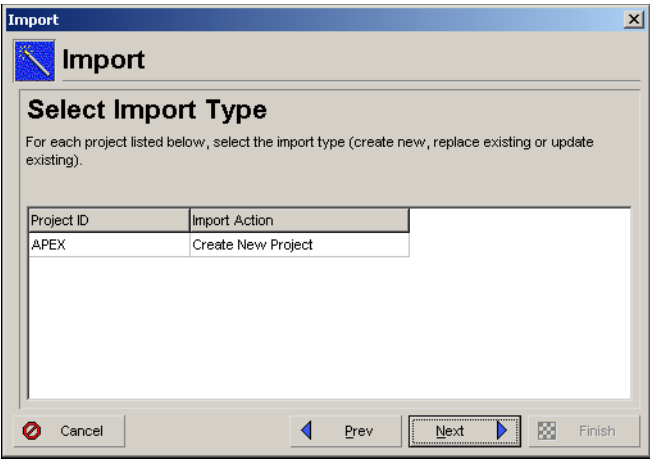 Import
Import
Select Import Type
For each project listed below, select the import type (create new, replace existing or update
existing).
Project ID Import Action
APEX Create New Project
Cancel Prev Next Finish